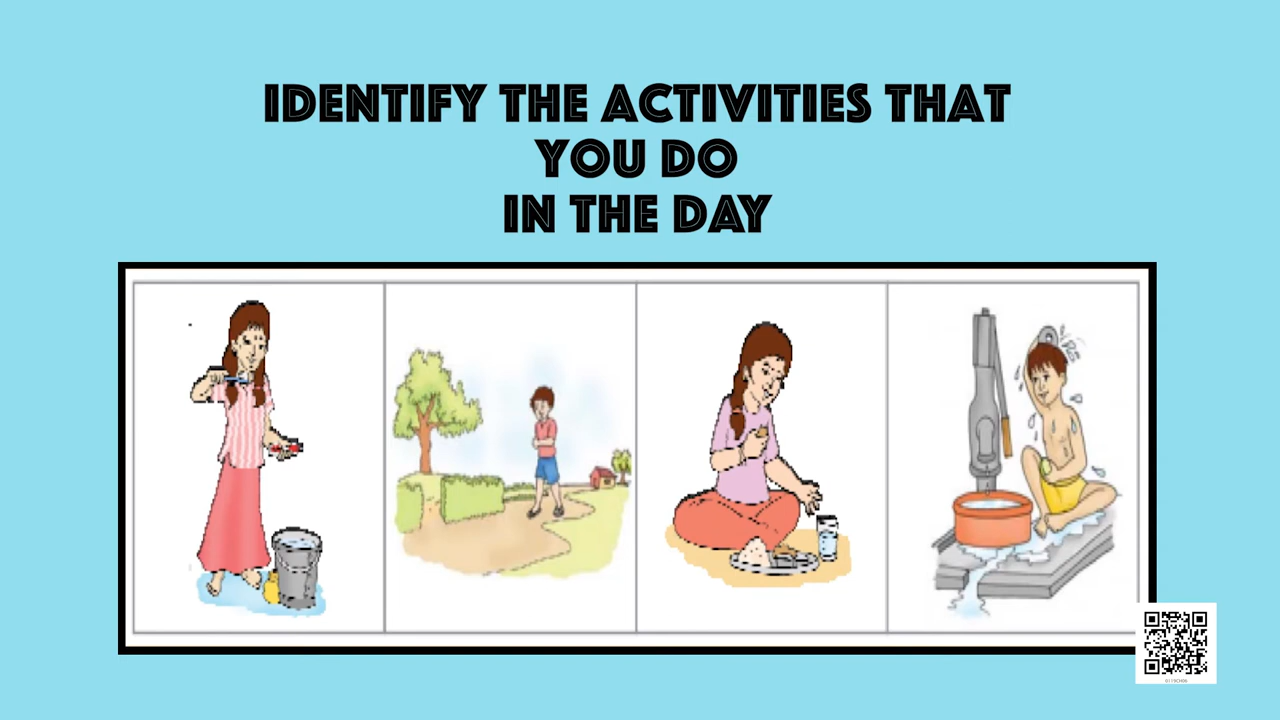 IDENTIFY THE ACTIVITIES THAT
YOU DO
IN THE DAY